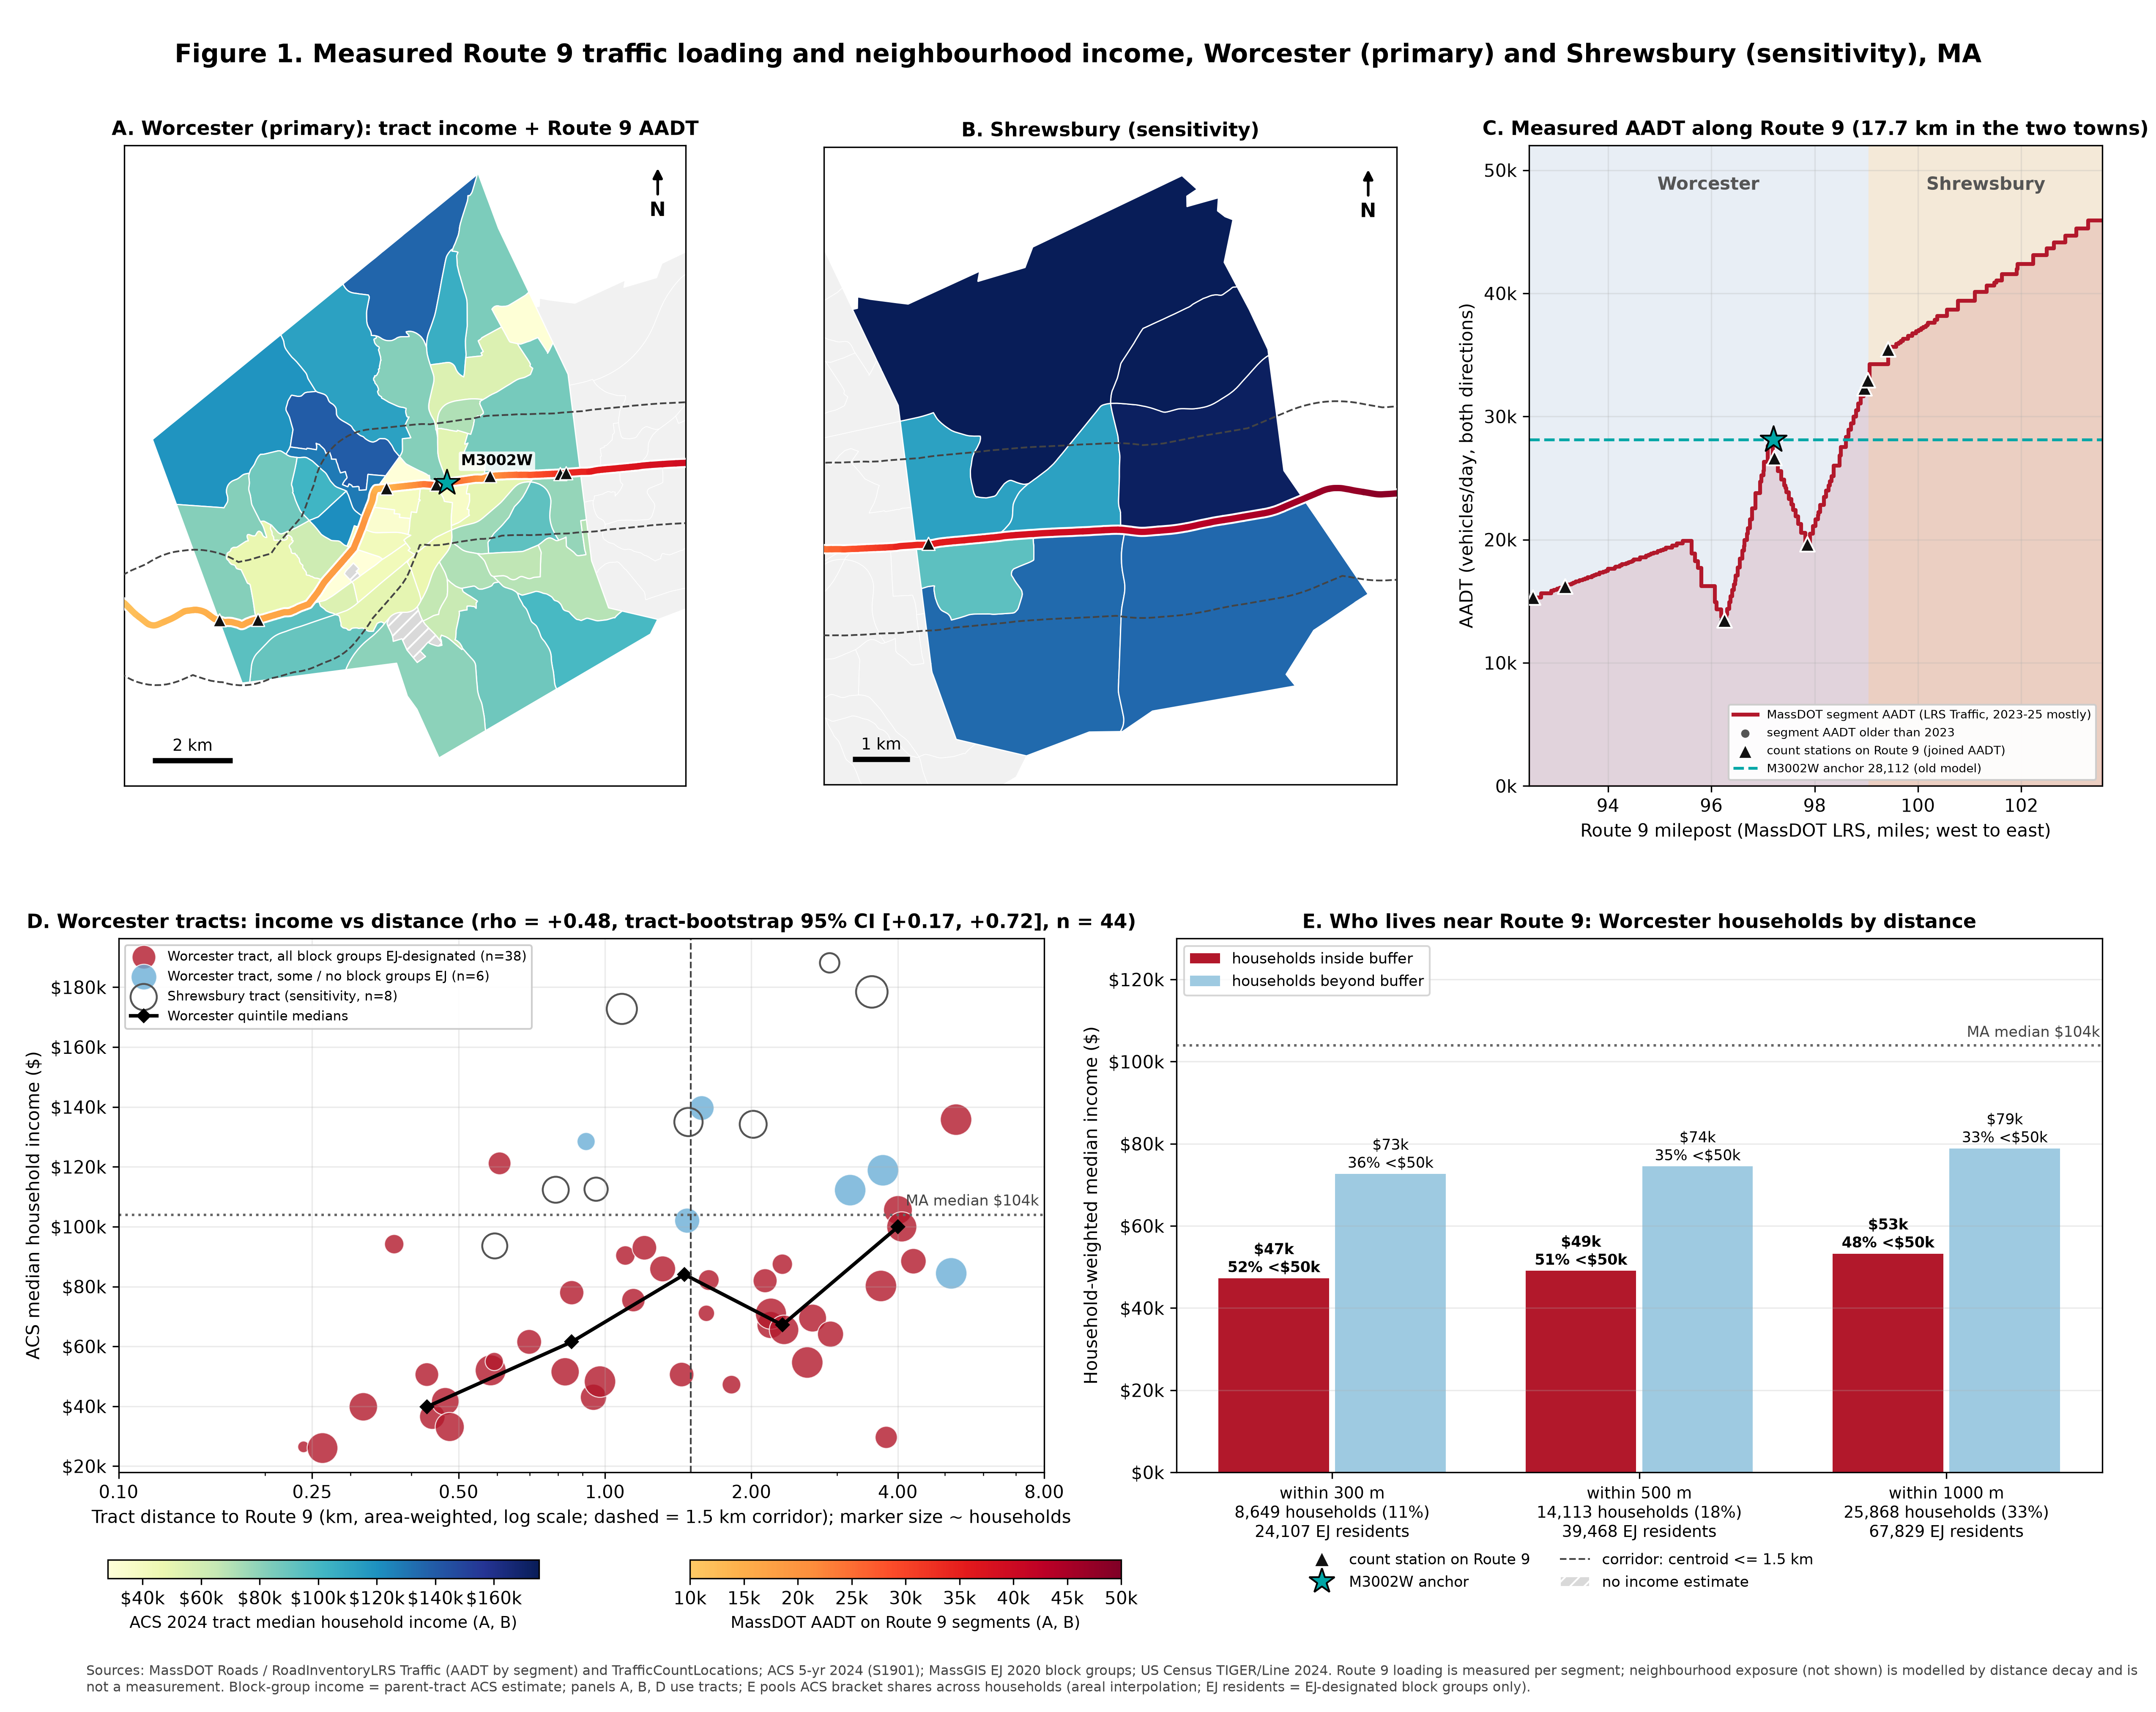 Figure 1. Measured Route 9 traffic loading and neighbourhood income, Worcester (primary) and Shrewsbury (sensitivity), MA
A. Worcester (primary): tract income + Route 9 AADT
N
M3002W
2 km
B. Shrewsbury (sensitivity)
N
1 km
C. Measured AADT along Route 9 (17.7 km in the two towns)
Worcester
Shrewsbury
50k
40k
30k
20k
10k
0k
AADT (vehicles/day, both directions)
MassDOT segment AADT (LRS Traffic, 2023-25 mostly)
segment AADT older than 2023
count stations on Route 9 (joined AADT)
M3002W anchor 28,112 (old model)
94 96 98 100 102
Route 9 milepost (MassDOT LRS, miles; west to east)
D. Worcester tracts: income vs distance (rho = +0.48, tract-bootstrap 95% CI [+0.17, +0.72], n = 44)
Worcester tract, all block groups EJ-designated (n=38)
Worcester tract, some / no block groups EJ (n=6)
Shrewsbury tract (sensitivity, n=8)
Worcester quintile medians
$180k
$160k
$140k
$120k
$100k
$80k
$60k
$40k
$20k
ACS median household income ($)
MA median $104k
0.10 0.25 0.50 1.00 2.00 4.00 8.00
Tract distance to Route 9 (km, area-weighted, log scale; dashed = 1.5 km corridor); marker size ~ households
E. Who lives near Route 9: Worcester households by distance
households inside buffer
households beyond buffer
$120k
$100k
$80k
$60k
$40k
$20k
$0k
Household-weighted median income ($)
MA median $104k
$47k
52% <$50k
$73k
36% <$50k
$49k
51% <$50k
$74k
35% <$50k
$53k
48% <$50k
$79k
33% <$50k
within 300 m
8,649 households (11%)
24,107 EJ residents
within 500 m
14,113 households (18%)
39,468 EJ residents
within 1000 m
25,868 households (33%)
67,829 EJ residents
$40k $60k $80k $100k $120k $140k $160k
ACS 2024 tract median household income (A, B)
10k 15k 20k 25k 30k 35k 40k 45k 50k
MassDOT AADT on Route 9 segments (A, B)
count station on Route 9
M3002W anchor
corridor: centroid <= 1.5 km
no income estimate
Sources: MassDOT Roads / RoadInventoryLRS Traffic (AADT by segment) and TrafficCountLocations; ACS 5-yr 2024 (S1901); MassGIS EJ 2020 block groups; US Census TIGER/Line 2024. Route 9 loading is measured per segment; neighbourhood exposure (not shown) is modelled by distance decay and is
not a measurement. Block-group income = parent-tract ACS estimate; panels A, B, D use tracts; E pools ACS bracket shares across households (areal interpolation; EJ residents = EJ-designated block groups only).